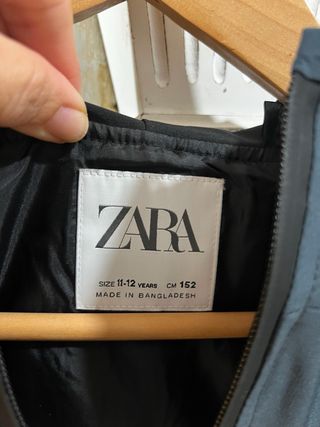 ZARA
SIZE 11-12 YEARS CM 152
MADE IN BANGLADESH